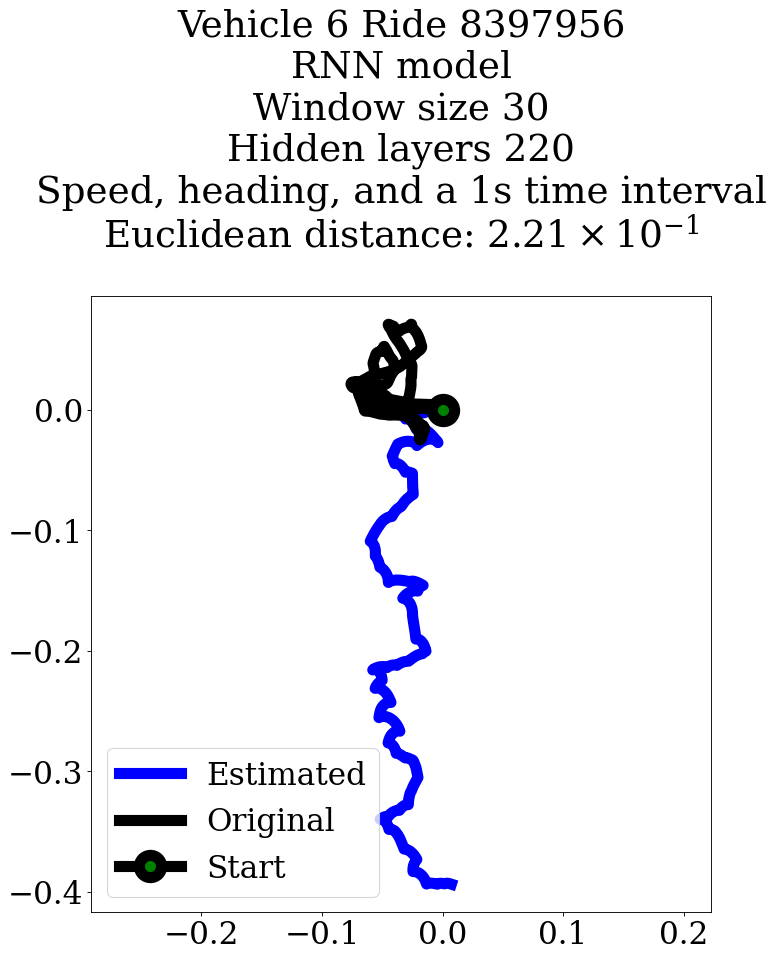 Vehicle 6 Ride 8397956
RNN model
Window size 30
Hidden layers 220
Speed, heading, and a 1s time interval
Euclidean distance: 2.21 × 10⁻¹
0.0
−0.1
−0.2
−0.3
−0.4
Estimated
Original
Start
−0.2 −0.1 0.0 0.1 0.2